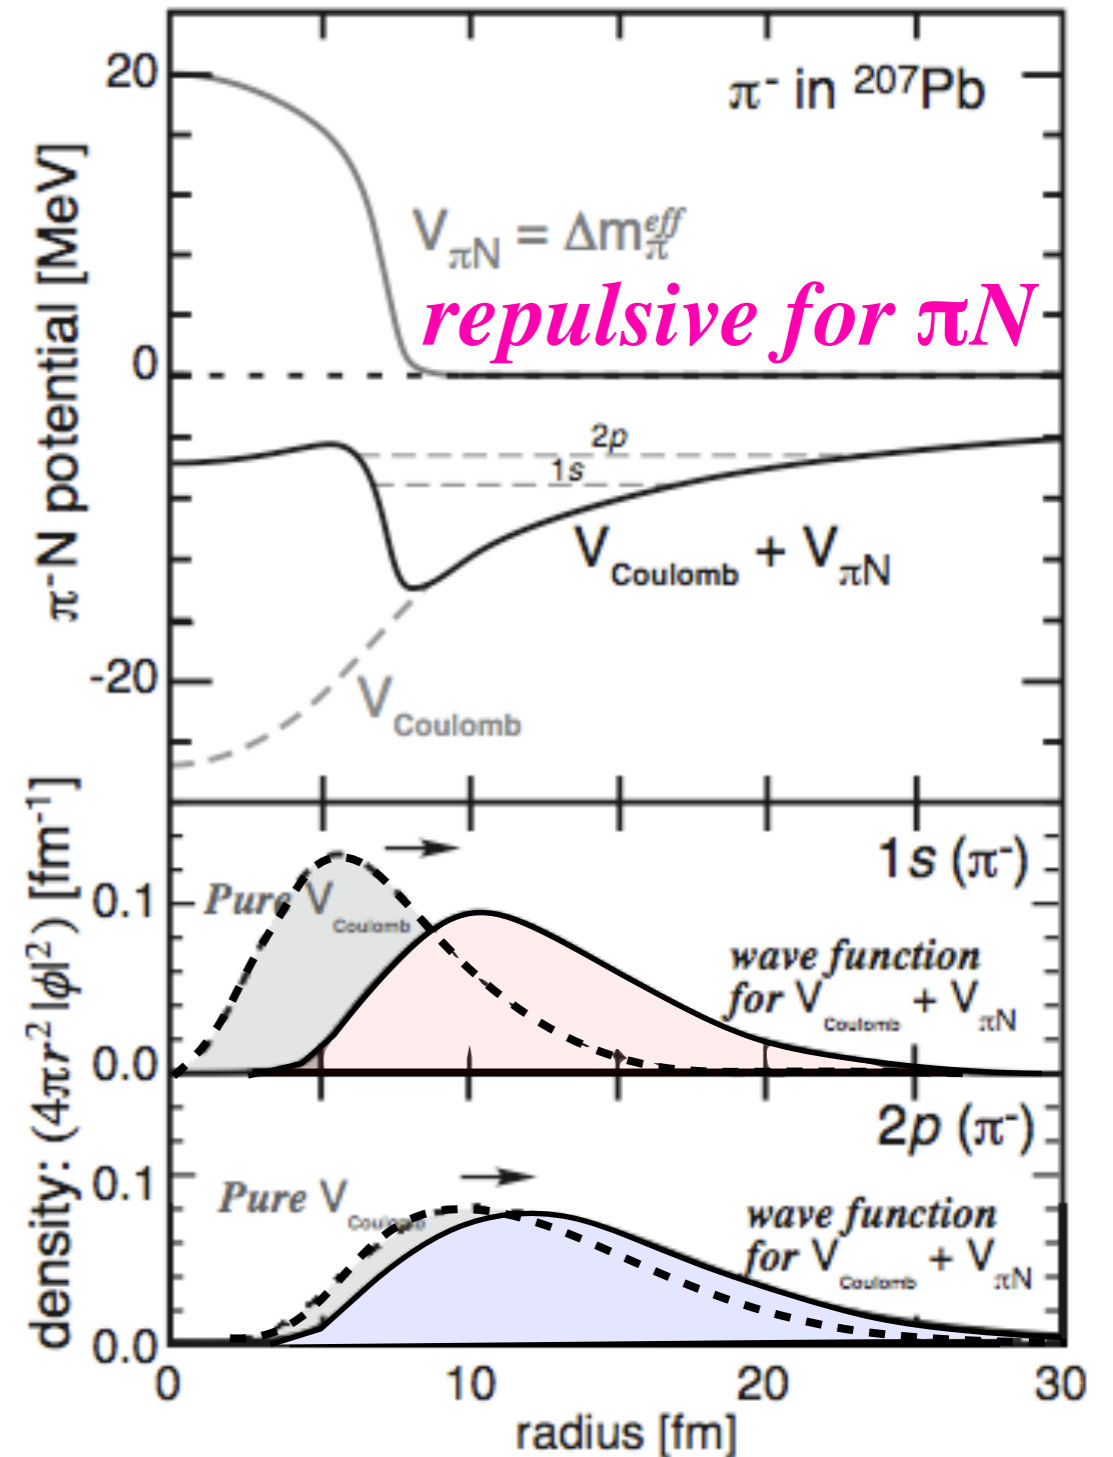 π⁻ in ²⁰⁷Pb
20
0
-20
π⁻N potential [MeV]
V_πN = Δm_π^eff
repulsive for πN
2p
1s
V_Coulomb + V_πN
V_Coulomb
density: (4πr² |ϕ|²) [fm⁻¹]
0.1
0.0
1s (π⁻)
Pure V_Coulomb
wave function
for V_Coulomb + V_πN
0.1
0.0
2p (π⁻)
Pure V_Coulomb
wave function
for V_Coulomb + V_πN
0 10 20 30
radius [fm]